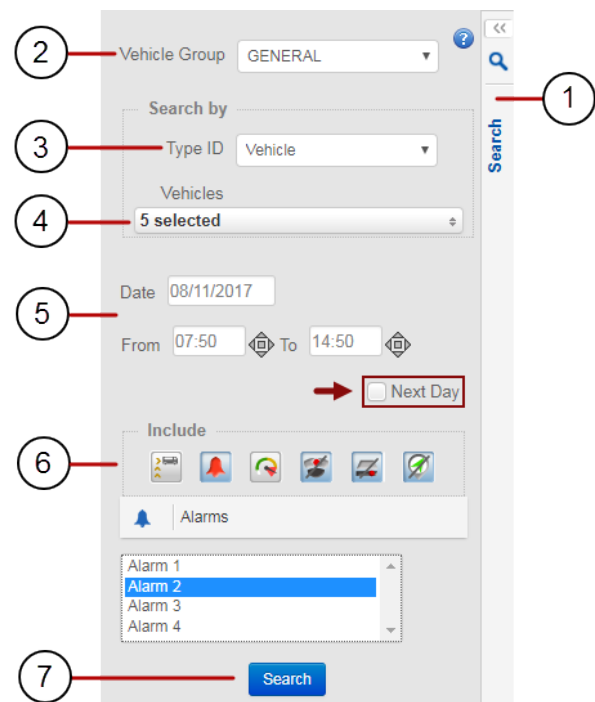 2
Vehicle Group GENERAL
?
1
Search
Search by
3
Type ID Vehicle
Vehicles
4
5 selected
5
Date 08/11/2017
From 07:50 To 14:50
Next Day
6
Include
Alarms
Alarm 1
Alarm 2
Alarm 3
Alarm 4
7
Search